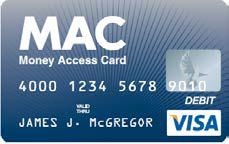 MAC
Money Access Card
4000 1234 5678 9010
VALID
THRU
DEBIT
JAMES J. McGREGOR
VISA